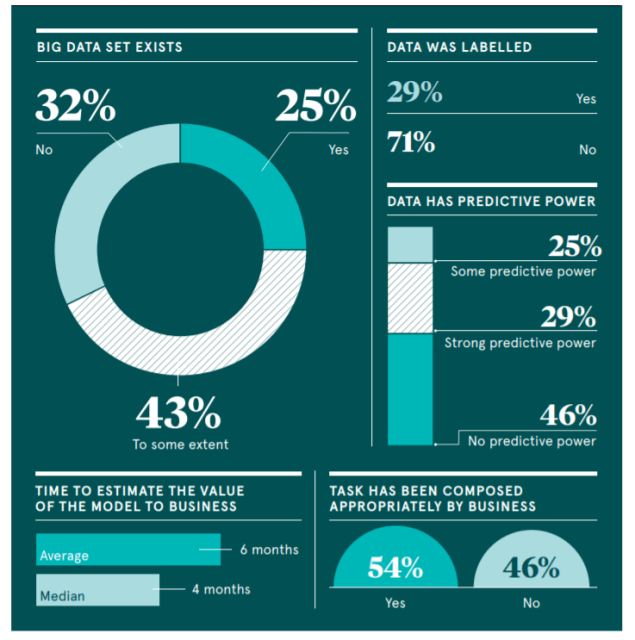 BIG DATA SET EXISTS
32%
No
25%
Yes
43%
To some extent
DATA WAS LABELLED
29%
Yes
71%
No
DATA HAS PREDICTIVE POWER
25%
Some predictive power
29%
Strong predictive power
46%
No predictive power
TIME TO ESTIMATE THE VALUE
OF THE MODEL TO BUSINESS
Average
6 months
Median
4 months
TASK HAS BEEN COMPOSED
APPROPRIATELY BY BUSINESS
54%
Yes
46%
No